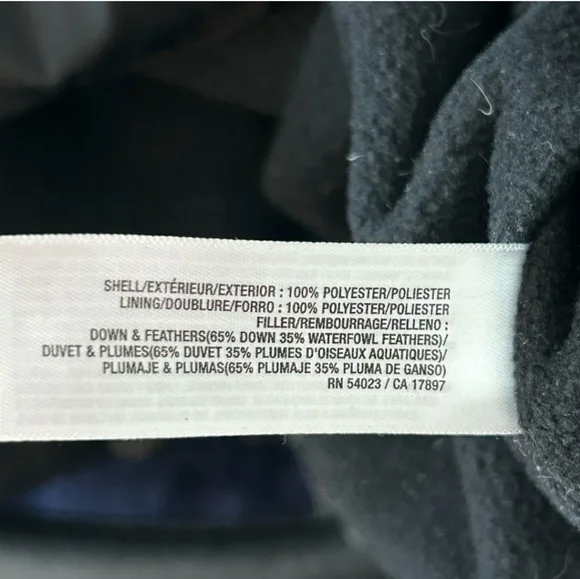 SHELL/EXTÉRIEUR/EXTERIOR : 100% POLYESTER/POLIESTER
LINING/DOUBLURE/FORRO : 100% POLYESTER/POLIESTER
FILLER/REMBOURRAGE/RELLENO :
DOWN & FEATHERS(65% DOWN 35% WATERFOWL FEATHERS)/
DUVET & PLUMES(65% DUVET 35% PLUMES D'OISEAUX AQUATIQUES)/
PLUMAJE & PLUMAS(65% PLUMAJE 35% PLUMA DE GANSO)
RN 54023 / CA 17897